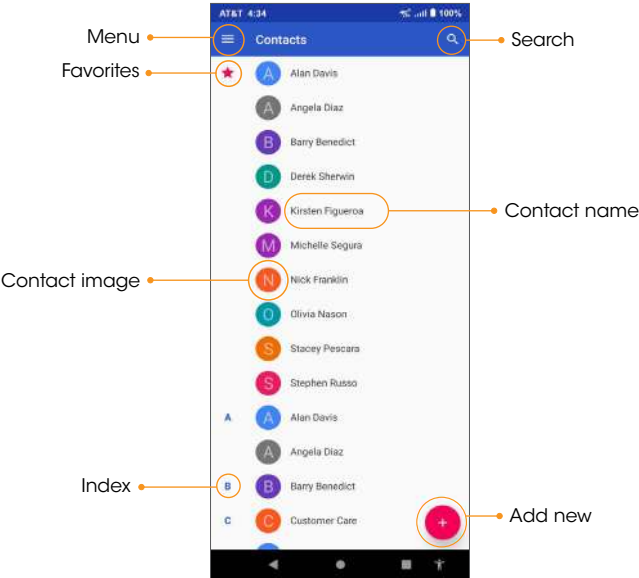 AT&T 4:34 100%
Menu
Contacts
Search
Favorites
A Alan Davis
A Angela Diaz
B Barry Benedict
D Derek Sherwin
K Kirsten Figueroa
Contact name
M Michelle Segura
Contact image
N Nick Franklin
O Olivia Nason
S Stacey Pescara
S Stephen Russo
A A Alan Davis
A Angela Diaz
Index
B B Barry Benedict
C C Customer Care
Add new